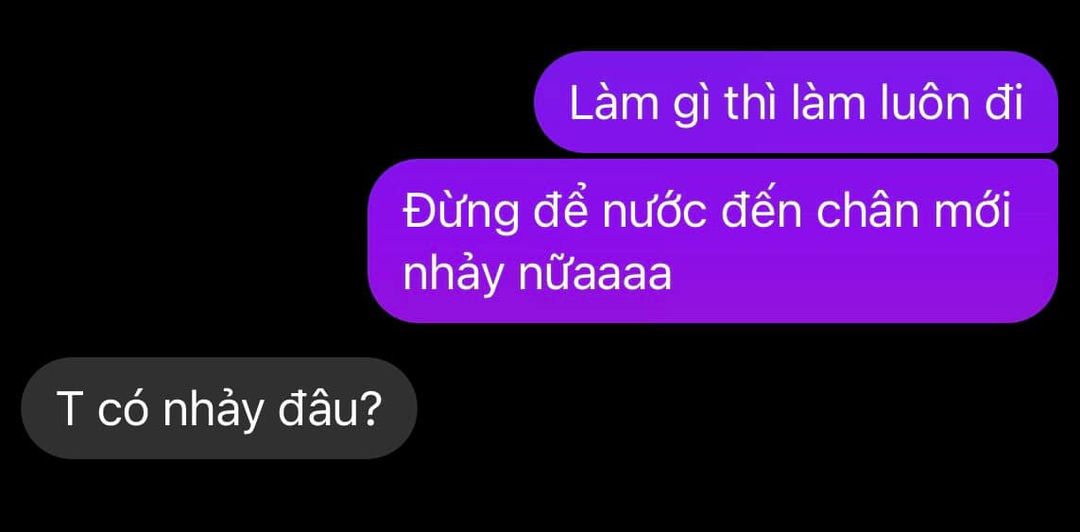 Làm gì thì làm luôn đi
Đừng để nước đến chân mới
nhảy nữaaaa
T có nhảy đâu?